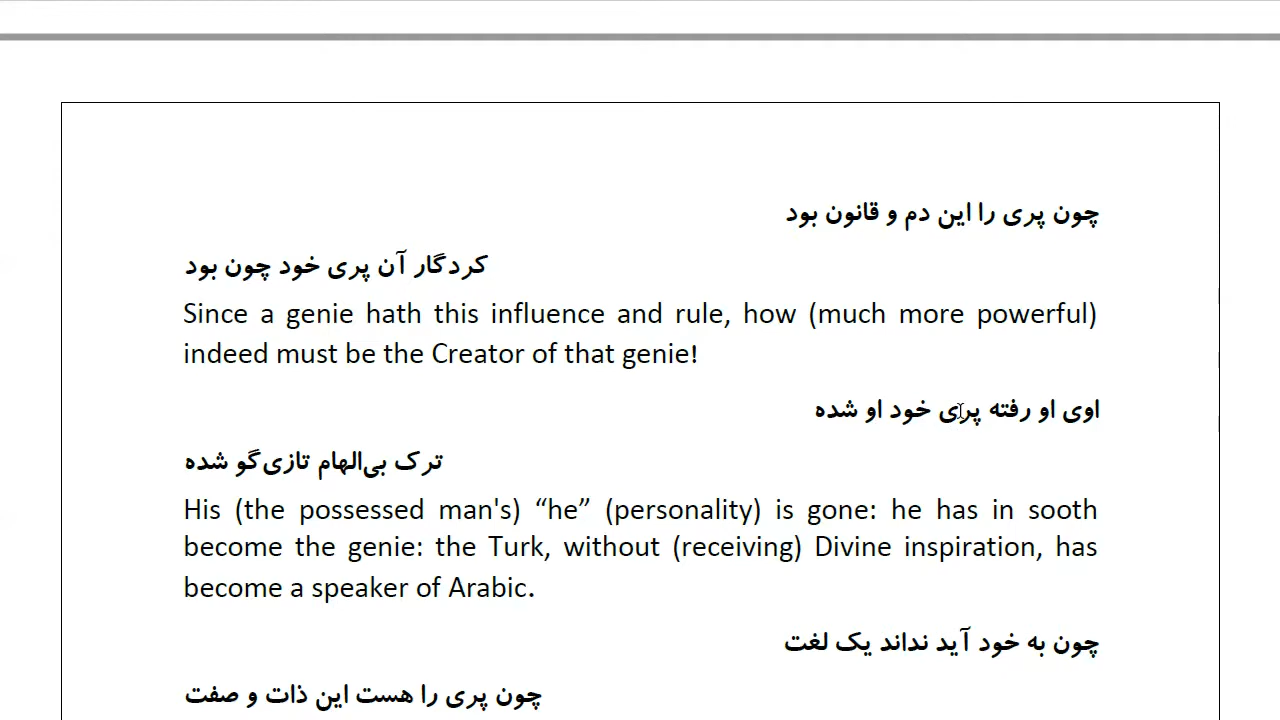 چون پری را این دم و قانون بود
کردگار آن پری خود چون بود
Since a genie hath this influence and rule, how (much more powerful)
indeed must be the Creator of that genie!
اوی او رفته پری خود او شده
ترک بی‌الهام تازی‌گو شده
His (the possessed man's) “he” (personality) is gone: he has in sooth
become the genie: the Turk, without (receiving) Divine inspiration, has
become a speaker of Arabic.
چون به خود آید نداند یک لغت
چون پری را هست این ذات و صفت